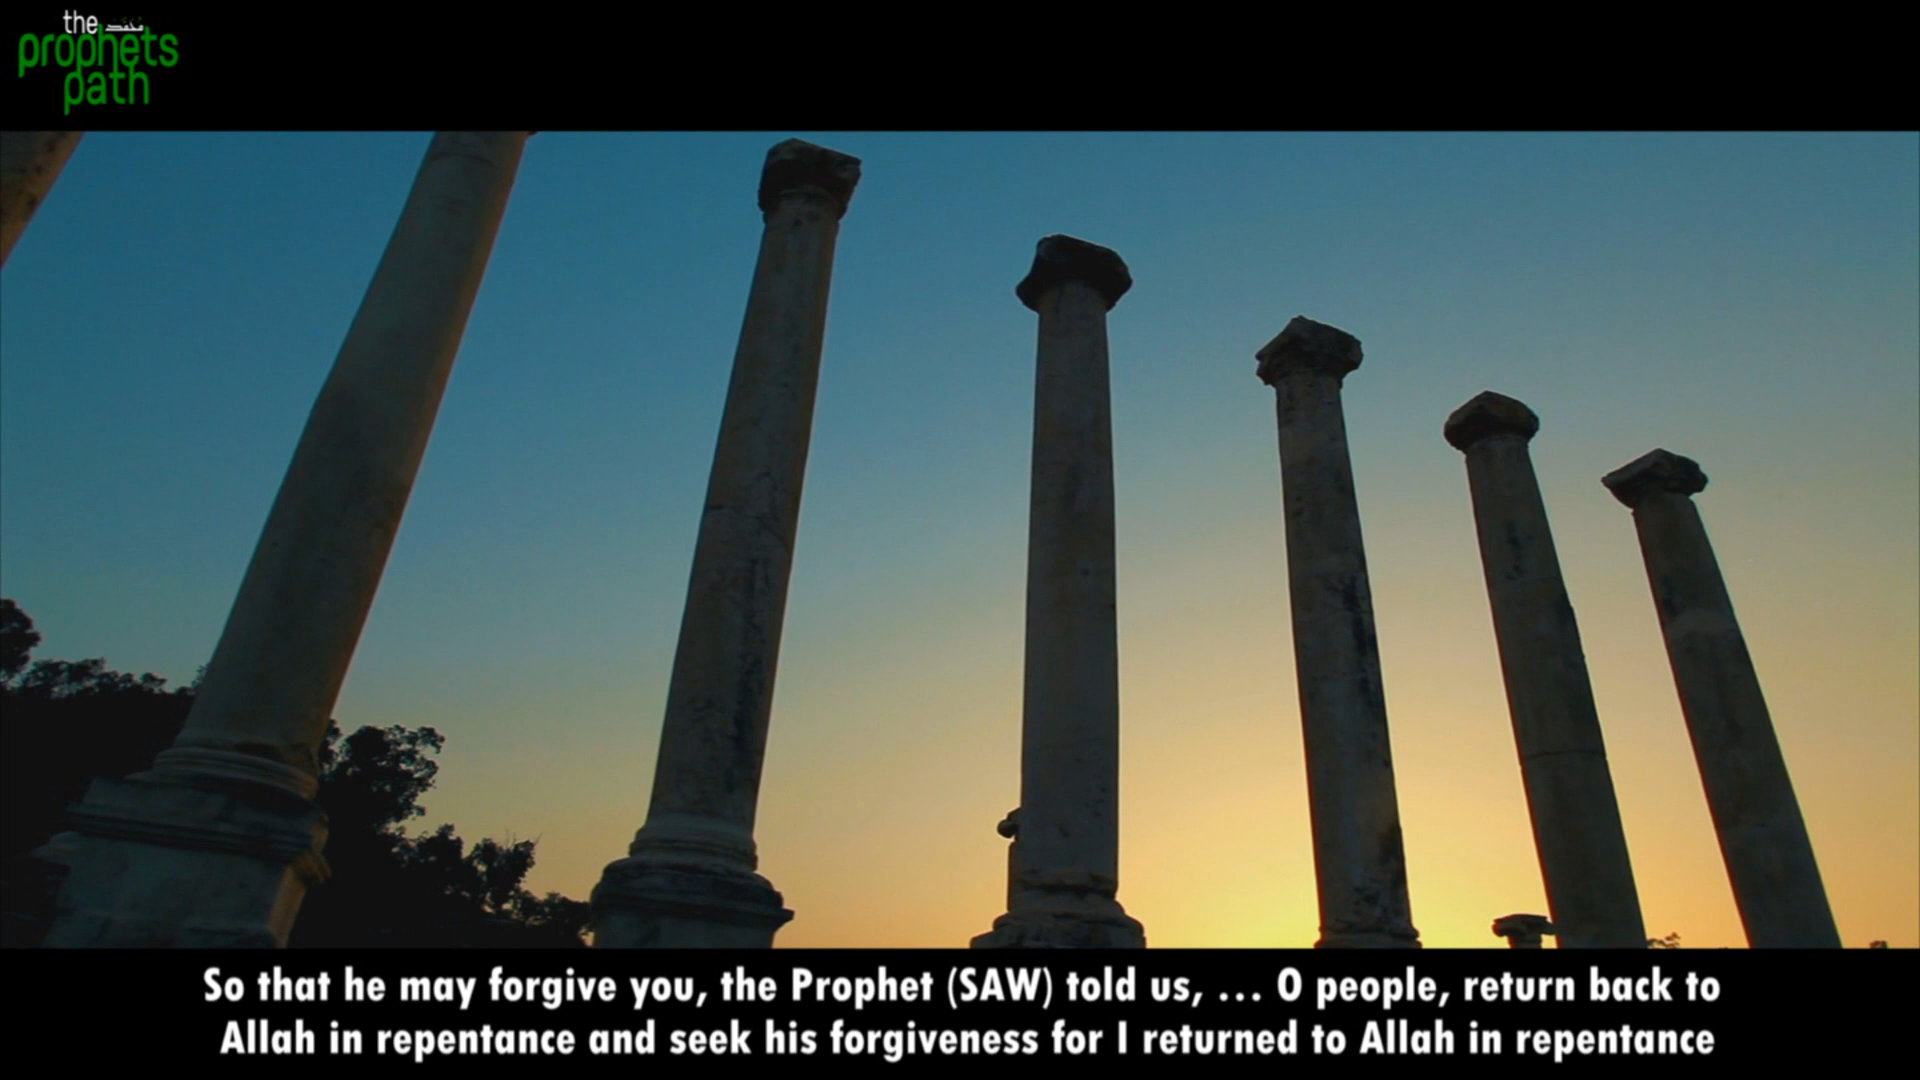 the محمد
prophets
path
So that he may forgive you, the Prophet (SAW) told us, ... O people, return back to
Allah in repentance and seek his forgiveness for I returned to Allah in repentance